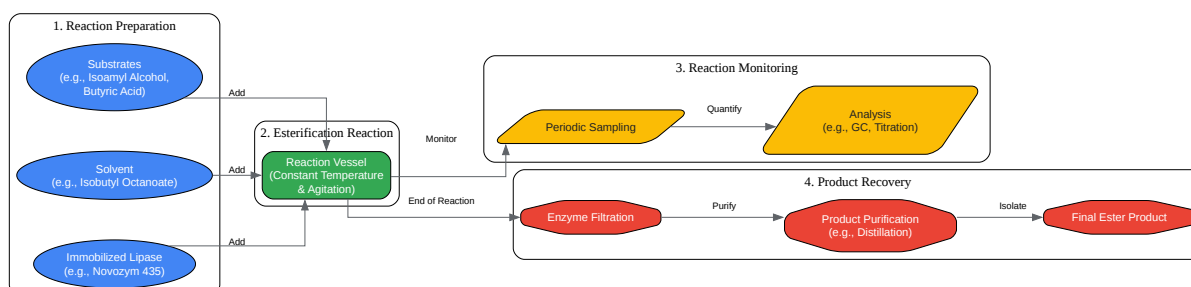 1. Reaction Preparation
Substrates
(e.g., Isoamyl Alcohol,
Butyric Acid)
Add
Solvent
(e.g., Isobutyl Octanoate)
Add
Immobilized Lipase
(e.g., Novozym 435)
Add
2. Esterification Reaction
Reaction Vessel
(Constant Temperature
& Agitation)
Monitor
End of Reaction
3. Reaction Monitoring
Periodic Sampling
Quantify
Analysis
(e.g., GC, Titration)
4. Product Recovery
Enzyme Filtration
Purify
Product Purification
(e.g., Distillation)
Isolate
Final Ester Product